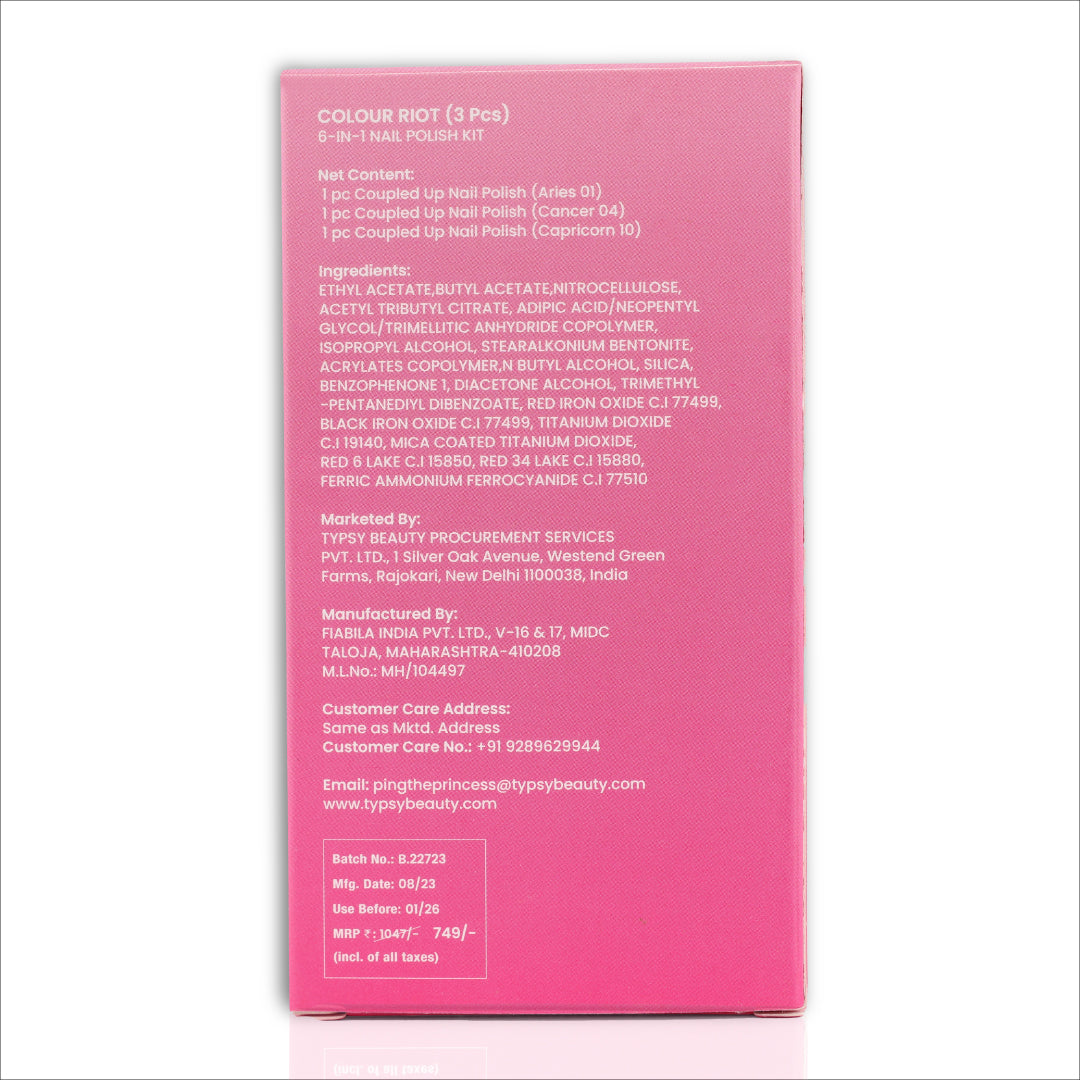 COLOUR RIOT (3 Pcs)
6-IN-1 NAIL POLISH KIT
Net Content:
1 pc Coupled Up Nail Polish (Aries 01)
1 pc Coupled Up Nail Polish (Cancer 04)
1 pc Coupled Up Nail Polish (Capricorn 10)
Ingredients:
ETHYL ACETATE,BUTYL ACETATE,NITROCELLULOSE,
ACETYL TRIBUTYL CITRATE, ADIPIC ACID/NEOPENTYL
GLYCOL/TRIMELLITIC ANHYDRIDE COPOLYMER,
ISOPROPYL ALCOHOL, STEARALKONIUM BENTONITE,
ACRYLATES COPOLYMER,N BUTYL ALCOHOL, SILICA,
BENZOPHENONE 1, DIACETONE ALCOHOL, TRIMETHYL
-PENTANEDIYL DIBENZOATE, RED IRON OXIDE C.I 77499,
BLACK IRON OXIDE C.I 77499, TITANIUM DIOXIDE
C.I 19140, MICA COATED TITANIUM DIOXIDE,
RED 6 LAKE C.I 15850, RED 34 LAKE C.I 15880,
FERRIC AMMONIUM FERROCYANIDE C.I 77510
Marketed By:
TYPSY BEAUTY PROCUREMENT SERVICES
PVT. LTD., 1 Silver Oak Avenue, Westend Green
Farms, Rajokari, New Delhi 1100038, India
Manufactured By:
FIABILA INDIA PVT. LTD., V-16 & 17, MIDC
TALOJA, MAHARASHTRA-410208
M.L.No.: MH/104497
Customer Care Address:
Same as Mktd. Address
Customer Care No.: +91 9289629944
Email: pingtheprincess@typsybeauty.com
www.typsybeauty.com
Batch No.: B.22723
Mfg. Date: 08/23
Use Before: 01/26
MRP ₹: 1047/- 749/-
(incl. of all taxes)